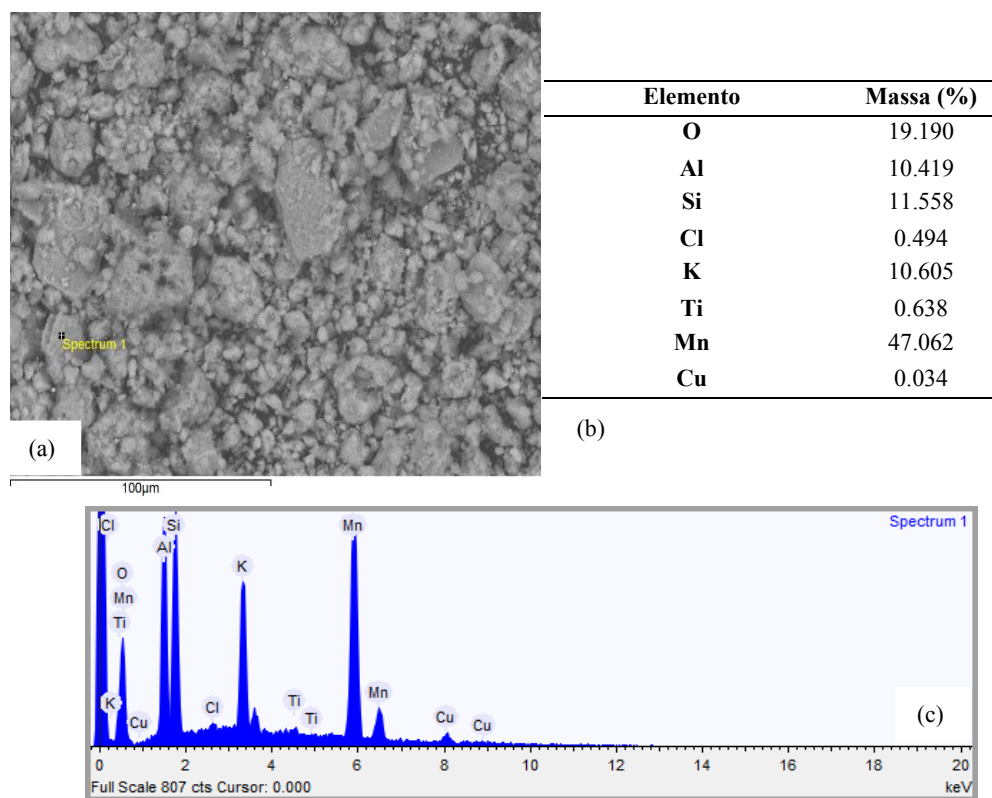 Spectrum 1
(a)
100µm
Elemento Massa (%)
O 19.190
Al 10.419
Si 11.558
Cl 0.494
K 10.605
Ti 0.638
Mn 47.062
Cu 0.034
(b)
Spectrum 1
Cl Si Mn
Al
O K
Mn
Ti
K Cl Ti Mn
Cu Ti Cu Cu
(c)
0 2 4 6 8 10 12 14 16 18 20
Full Scale 807 cts Cursor: 0.000 keV